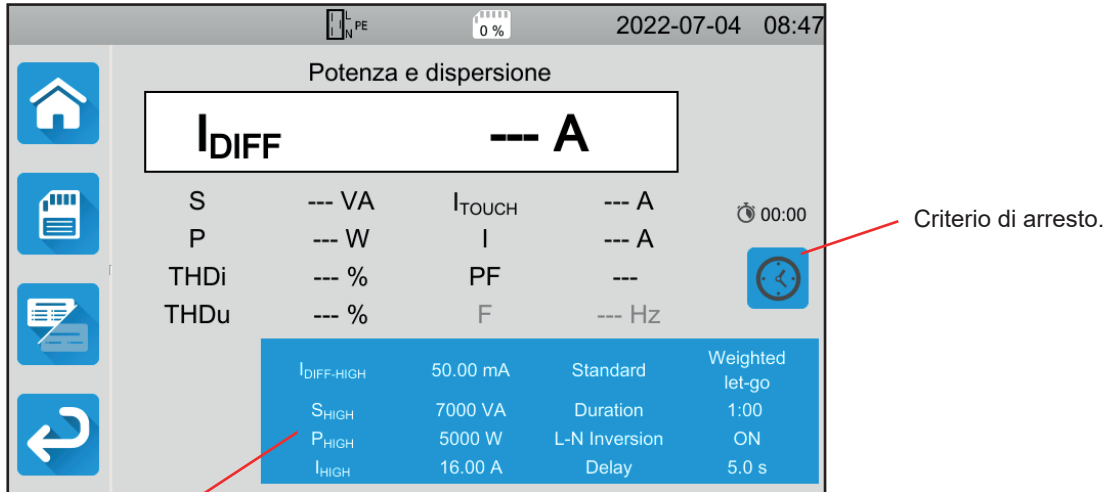 L
N PE
0 %
2022-07-04 08:47
Potenza e dispersione
IDIFF --- A
S --- VA ITOUCH --- A
P --- W I --- A
THDi --- % PF ---
THDu --- % F --- Hz
00:00
Criterio di arresto.
IDIFF-HIGH 50.00 mA Standard Weighted let-go
SHIGH 7000 VA Duration 1:00
PHIGH 5000 W L-N Inversion ON
IHIGH 16.00 A Delay 5.0 s